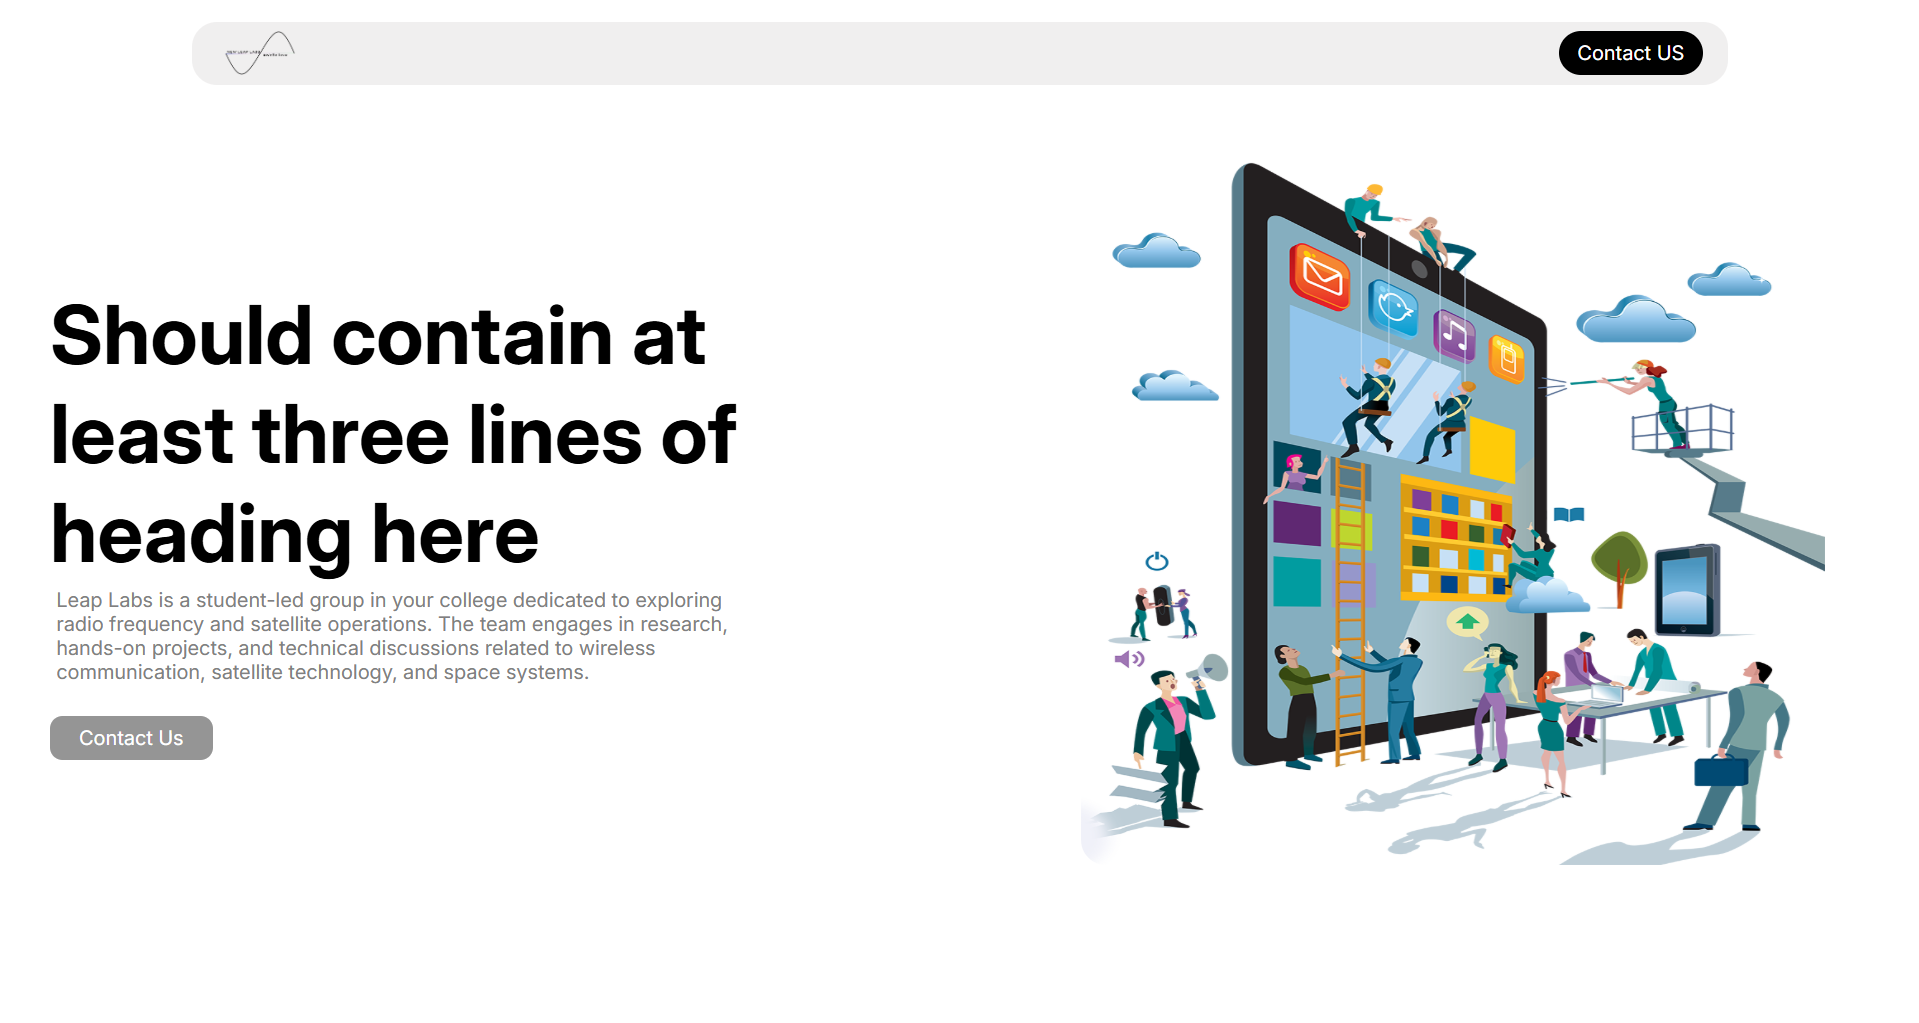 Contact US
Should contain at
least three lines of
heading here
Leap Labs is a student-led group in your college dedicated to exploring
radio frequency and satellite operations. The team engages in research,
hands-on projects, and technical discussions related to wireless
communication, satellite technology, and space systems.
Contact Us